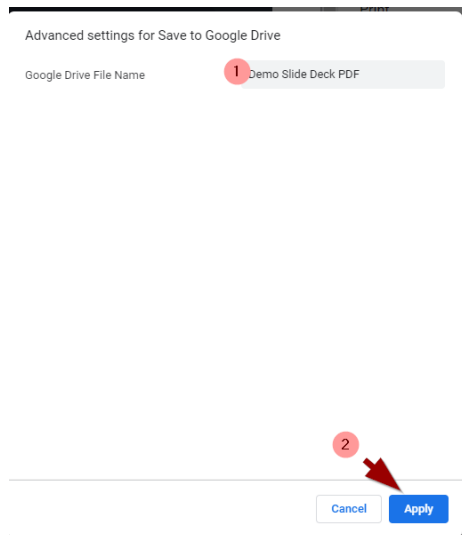 Print
Advanced settings for Save to Google Drive
Google Drive File Name
1
Demo Slide Deck PDF
2
Cancel
Apply